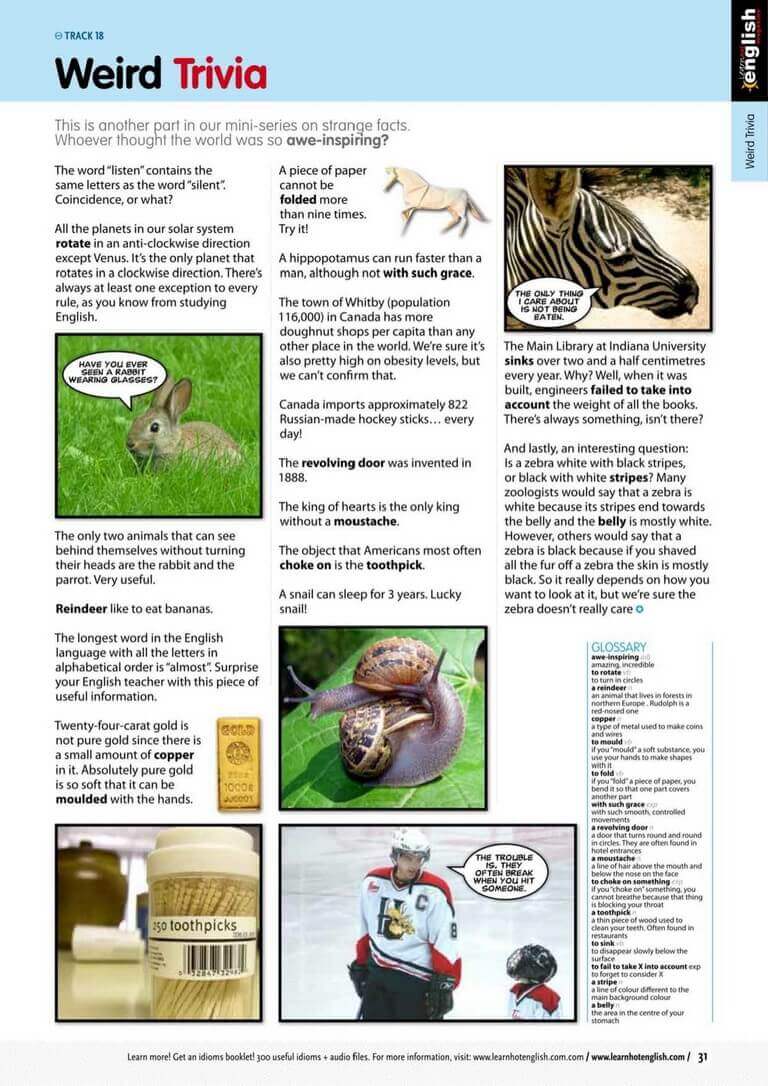 TRACK 18
Weird Trivia
This is another part in our mini-series on strange facts.
Whoever thought the world was so awe-inspiring?
english
Weird Trivia
The word “listen” contains the
same letters as the word “silent”.
Coincidence, or what?
All the planets in our solar system
rotate in an anti-clockwise direction
except Venus. It’s the only planet that
rotates in a clockwise direction. There’s
always at least one exception to every
rule, as you know from studying
English.
HAVE YOU EVER
SEEN A RABBIT
WEARING GLASSES?
The only two animals that can see
behind themselves without turning
their heads are the rabbit and the
parrot. Very useful.
Reindeer like to eat bananas.
The longest word in the English
language with all the letters in
alphabetical order is “almost”. Surprise
your English teacher with this piece of
useful information.
Twenty-four-carat gold is
not pure gold since there is
a small amount of copper
in it. Absolutely pure gold
is so soft that it can be
moulded with the hands.
GOLD
1000g
250 toothpicks
A piece of paper
cannot be
folded more
than nine times.
Try it!
A hippopotamus can run faster than a
man, although not with such grace.
The town of Whitby (population
116,000) in Canada has more
doughnut shops per capita than any
other place in the world. We’re sure it’s
also pretty high on obesity levels, but
we can’t confirm that.
Canada imports approximately 822
Russian-made hockey sticks… every
day!
The revolving door was invented in
1888.
The king of hearts is the only king
without a moustache.
The object that Americans most often
choke on is the toothpick.
A snail can sleep for 3 years. Lucky
snail!
THE TROUBLE
IS, THEY
OFTEN BREAK
WHEN YOU HIT
SOMEONE.
C
THE ONLY THING
I CARE ABOUT
IS NOT BEING
EATEN.
The Main Library at Indiana University
sinks over two and a half centimetres
every year. Why? Well, when it was
built, engineers failed to take into
account the weight of all the books.
There’s always something, isn’t there?
And lastly, an interesting question:
Is a zebra white with black stripes,
or black with white stripes? Many
zoologists would say that a zebra is
white because its stripes end towards
the belly and the belly is mostly white.
However, others would say that a
zebra is black because if you shaved
all the fur off a zebra the skin is mostly
black. So it really depends on how you
want to look at it, but we’re sure the
zebra doesn’t really care
GLOSSARY
awe-inspiring adj
amazing, incredible
to rotate vb
to turn in circles
a reindeer n
an animal that lives in forests in
northern Europe . Rudolph is a
red-nosed one
copper n
a type of metal used to make coins
and wires
to mould vb
if you “mould” a soft substance, you
use your hands to make shapes
with it
to fold vb
if you “fold” a piece of paper, you
bend it so that one part covers
another part
with such grace exp
with such smooth, controlled
movements
a revolving door n
a door that turns round and round
in circles. They are often found in
hotel entrances
a moustache n
a line of hair above the mouth and
below the nose on the face
to choke on something exp
if you “choke on” something, you
cannot breathe because that thing
is blocking your throat
a toothpick n
a thin piece of wood used to
clean your teeth. Often found in
restaurants
to sink vb
to disappear slowly below the
surface
to fail to take X into account exp
to forget to consider X
a stripe n
a line of colour different to the
main background colour
a belly n
the area in the centre of your
stomach
Learn more! Get an idioms booklet! 300 useful idioms + audio files. For more information, visit: www.learnhotenglish.com.com / www.learnhotenglish.com / 31